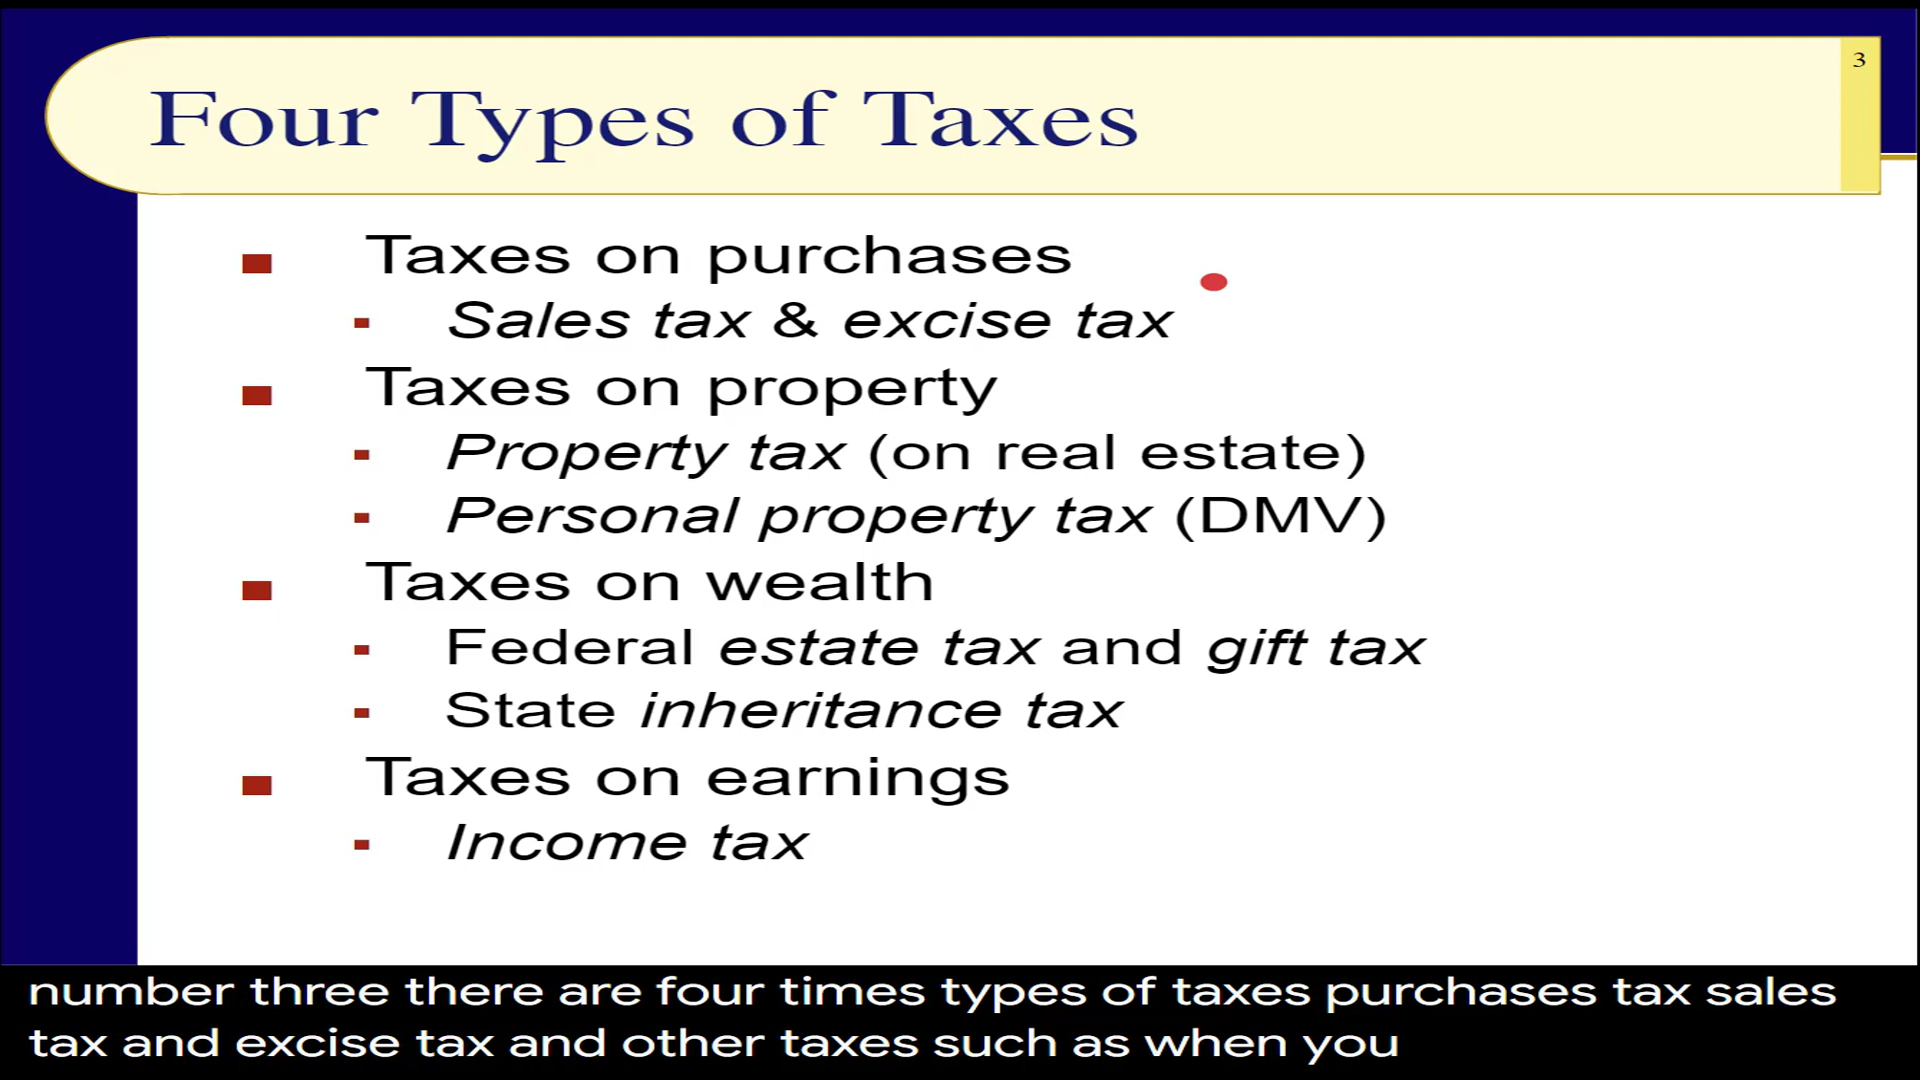 3
Four Types of Taxes
Taxes on purchases
Sales tax & excise tax
Taxes on property
Property tax (on real estate)
Personal property tax (DMV)
Taxes on wealth
Federal estate tax and gift tax
State inheritance tax
Taxes on earnings
Income tax
number three there are four times types of taxes purchases tax sales
tax and excise tax and other taxes such as when you